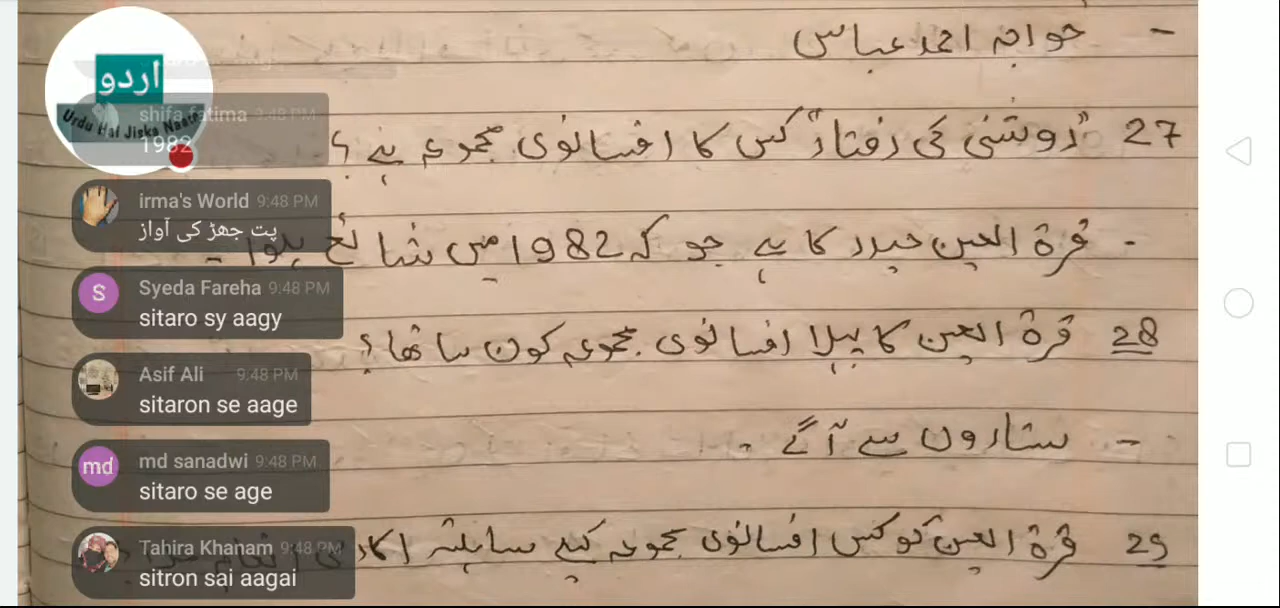 - خواجہ احمد عباس
27 "روشنی کی رفتار" کس کا افسانوی مجموعہ ہے ؟
- قرۃ العین حیدر کا ہے جو کہ 1982 میں شائع ہوا -
28 قرۃ العین کا پہلا افسانوی مجموعہ کون سا تھا ؟
- ستاروں سے آگے -
29 قرۃ العین کو کس افسانوی مجموعہ کیلیے ساہتیہ
اردو
Urdu Hai Jiska Naam
shifa fatima 9:48 PM
1982
irma's World 9:48 PM
پت جھڑ کی آواز
Syeda Fareha 9:48 PM
sitaro sy aagy
Asif Ali 9:48 PM
sitaron se aage
md
md sanadwi 9:48 PM
sitaro se age
Tahira Khanam 9:48 PM
sitron sai aagai
S